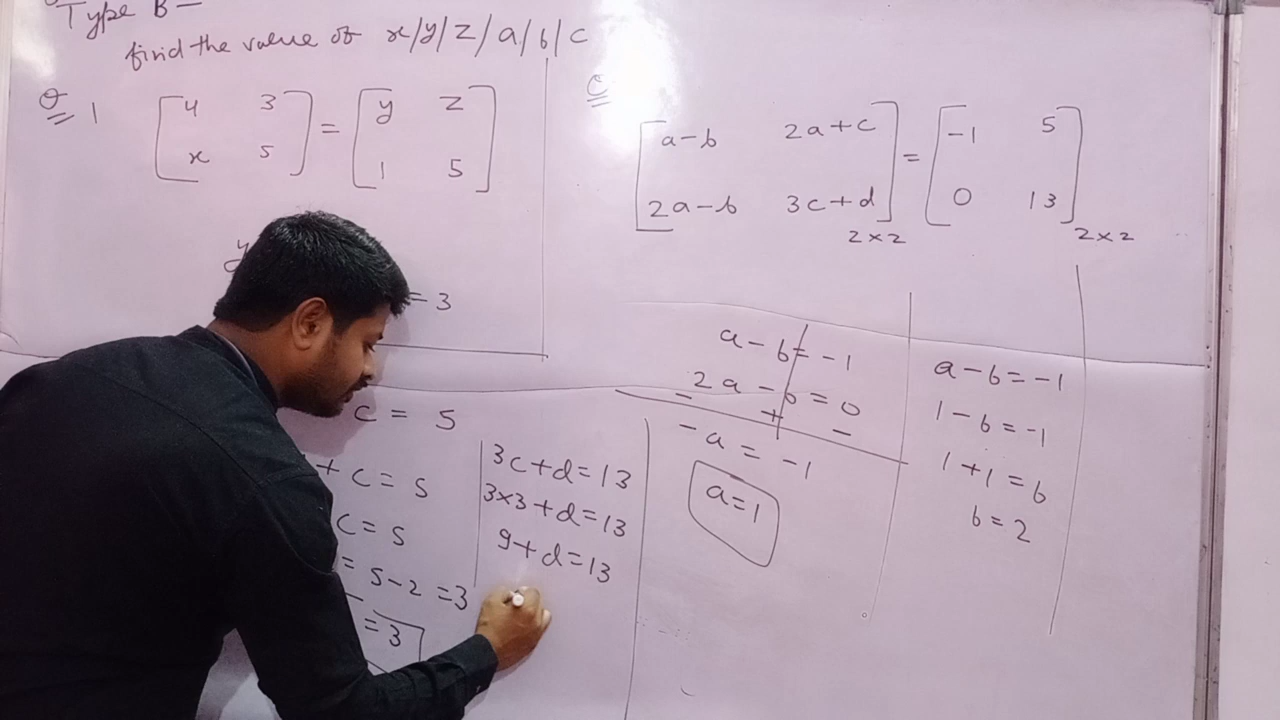 Type B-
find the value of x/y/z/a/b/c
Q 1
[4 3] = [y z]
[x 5] [1 5]
y
= 3
C
[a-b 2a+c] = [-1 5]
[2a-b 3c+d] 2×2 [0 13] 2×2
c = 5
+ c = 5
c = 5
= 5-2 = 3
= 3
3c+d=13
3×3+d=13
9+d=13
a - b = -1
2a - b = 0
- + -
-a = -1
a=1
a-b=-1
1-b=-1
1+1=b
b=2